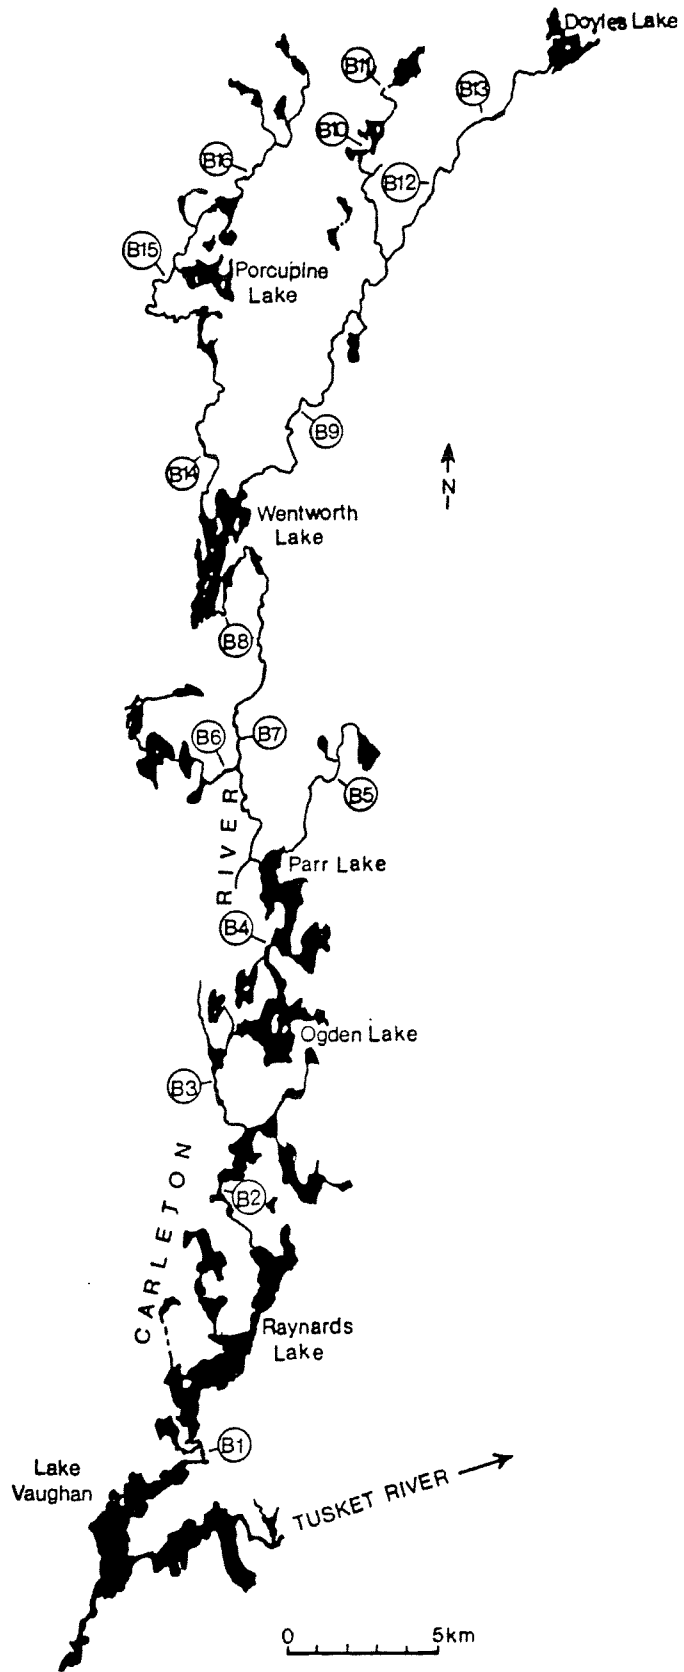 Doyles Lake
B11
B13
B10
B16
B12
B15
Porcupine
Lake
B9
B14
N
Wentworth
Lake
B8
B6
B7
B5
RIVER
Parr Lake
B4
Ogden Lake
B3
CARLETON
B2
Raynards
Lake
B1
Lake
Vaughan
TUSKET RIVER
0 5km